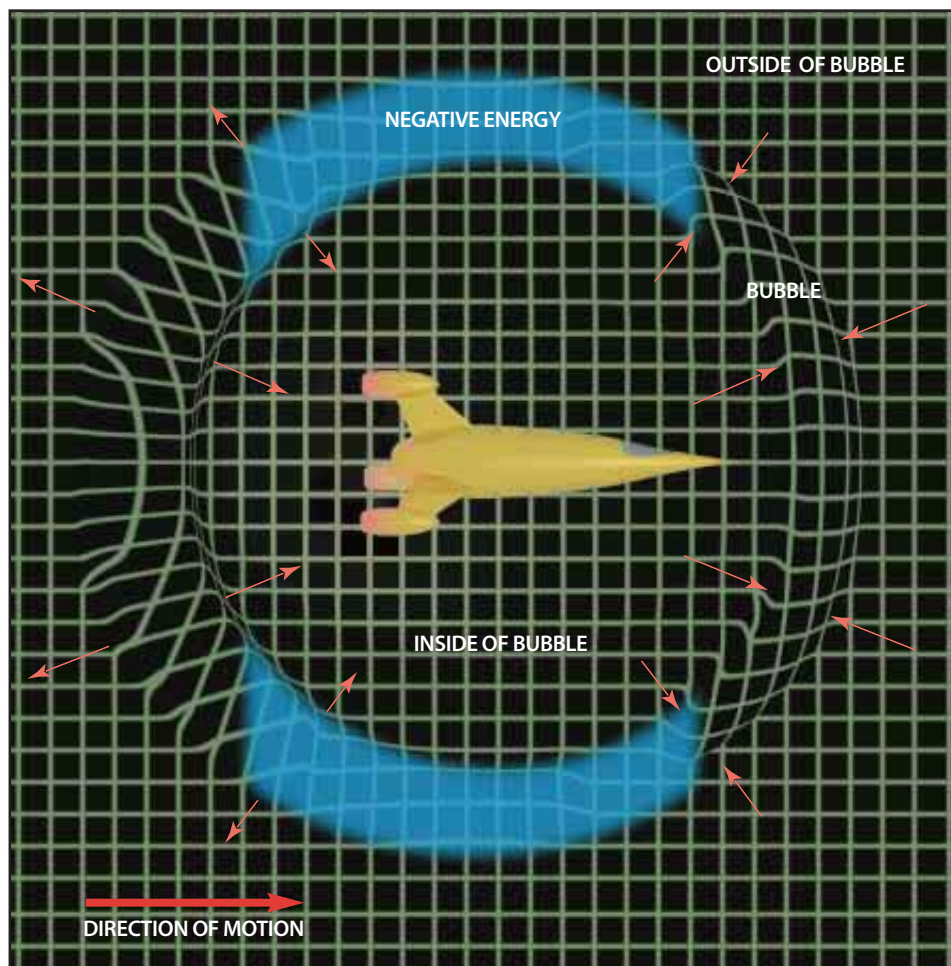 OUTSIDE OF BUBBLE
NEGATIVE ENERGY
BUBBLE
INSIDE OF BUBBLE
DIRECTION OF MOTION